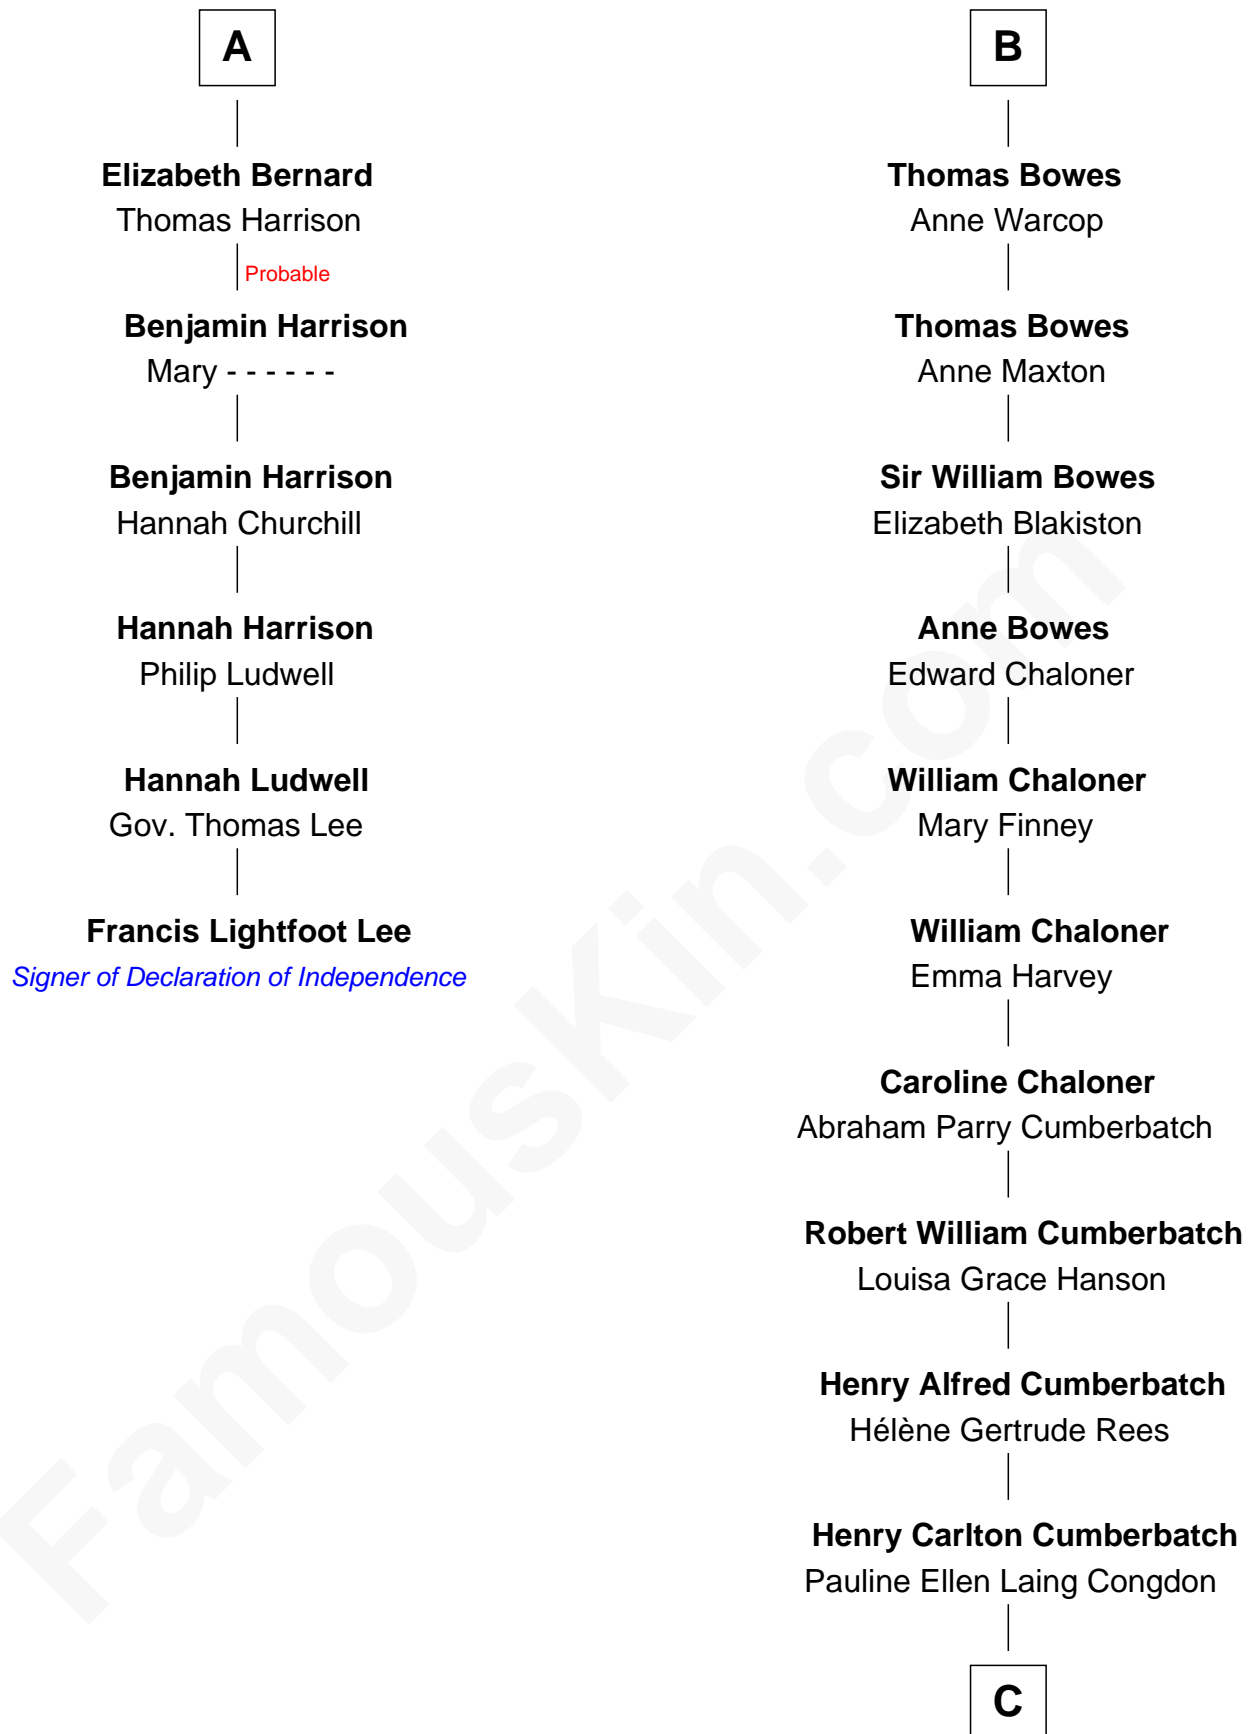 A
Elizabeth Bernard
Thomas Harrison
Probable
Benjamin Harrison
Mary - - - - - -
Benjamin Harrison
Hannah Churchill
Hannah Harrison
Philip Ludwell
Hannah Ludwell
Gov. Thomas Lee
Francis Lightfoot Lee
Signer of Declaration of Independence
B
Thomas Bowes
Anne Warcop
Thomas Bowes
Anne Maxton
Sir William Bowes
Elizabeth Blakiston
Anne Bowes
Edward Chaloner
William Chaloner
Mary Finney
William Chaloner
Emma Harvey
Caroline Chaloner
Abraham Parry Cumberbatch
Robert William Cumberbatch
Louisa Grace Hanson
Henry Alfred Cumberbatch
Hélène Gertrude Rees
Henry Carlton Cumberbatch
Pauline Ellen Laing Congdon
C
FamousKin.com